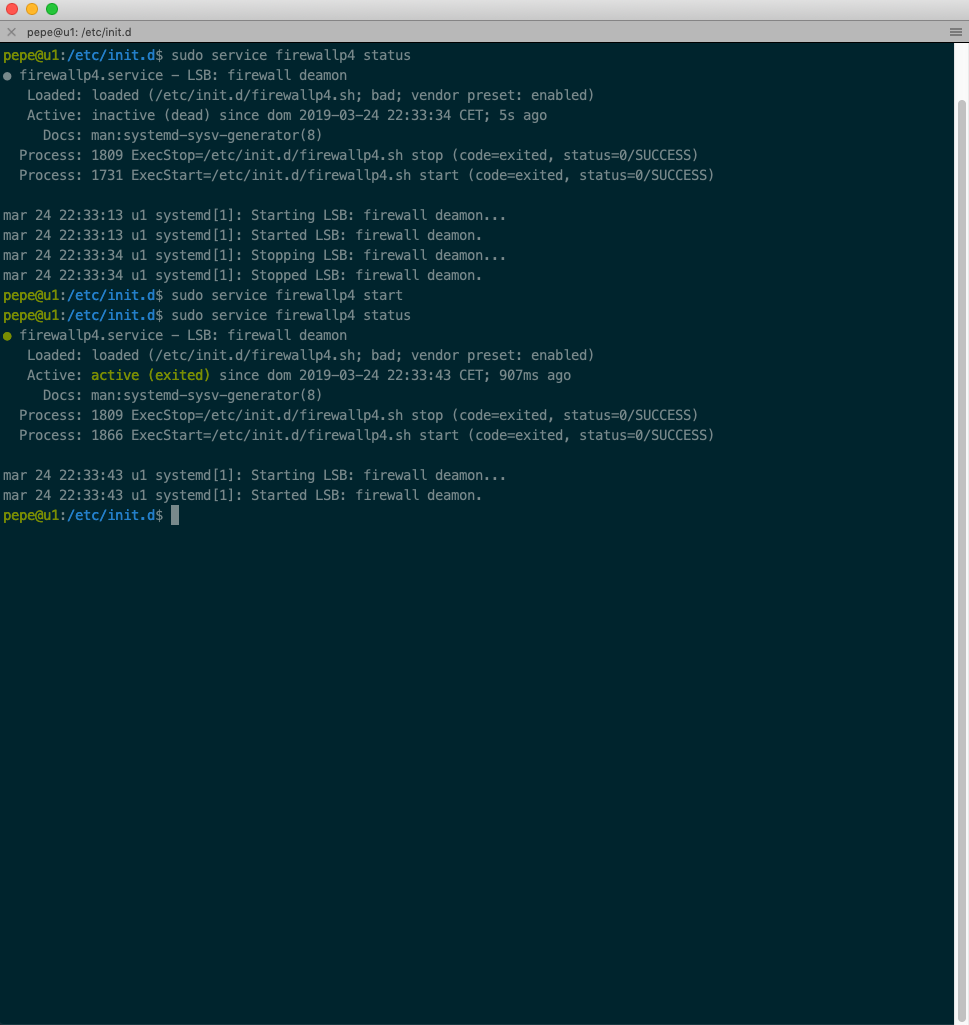 pepe@u1: /etc/init.d
pepe@u1:/etc/init.d$ sudo service firewallp4 status
● firewallp4.service - LSB: firewall deamon
   Loaded: loaded (/etc/init.d/firewallp4.sh; bad; vendor preset: enabled)
   Active: inactive (dead) since dom 2019-03-24 22:33:34 CET; 5s ago
     Docs: man:systemd-sysv-generator(8)
  Process: 1809 ExecStop=/etc/init.d/firewallp4.sh stop (code=exited, status=0/SUCCESS)
  Process: 1731 ExecStart=/etc/init.d/firewallp4.sh start (code=exited, status=0/SUCCESS)

mar 24 22:33:13 u1 systemd[1]: Starting LSB: firewall deamon...
mar 24 22:33:13 u1 systemd[1]: Started LSB: firewall deamon.
mar 24 22:33:34 u1 systemd[1]: Stopping LSB: firewall deamon...
mar 24 22:33:34 u1 systemd[1]: Stopped LSB: firewall deamon.
pepe@u1:/etc/init.d$ sudo service firewallp4 start
pepe@u1:/etc/init.d$ sudo service firewallp4 status
● firewallp4.service - LSB: firewall deamon
   Loaded: loaded (/etc/init.d/firewallp4.sh; bad; vendor preset: enabled)
   Active: active (exited) since dom 2019-03-24 22:33:43 CET; 907ms ago
     Docs: man:systemd-sysv-generator(8)
  Process: 1809 ExecStop=/etc/init.d/firewallp4.sh stop (code=exited, status=0/SUCCESS)
  Process: 1866 ExecStart=/etc/init.d/firewallp4.sh start (code=exited, status=0/SUCCESS)

mar 24 22:33:43 u1 systemd[1]: Starting LSB: firewall deamon...
mar 24 22:33:43 u1 systemd[1]: Started LSB: firewall deamon.
pepe@u1:/etc/init.d$